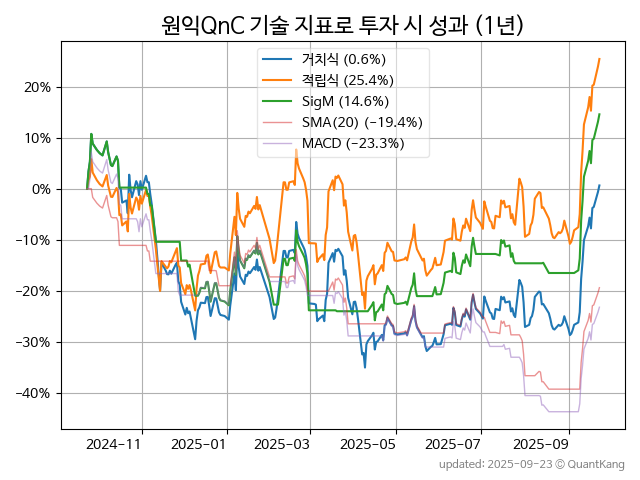 원익QnC 기술 지표로 투자 시 성과 (1년)
거치식 (0.6%)
적립식 (25.4%)
SigM (14.6%)
SMA(20) (−19.4%)
MACD (−23.3%)
20%
10%
0%
−10%
−20%
−30%
−40%
2024-11 2025-01 2025-03 2025-05 2025-07 2025-09
updated: 2025-09-23 © QuantKang